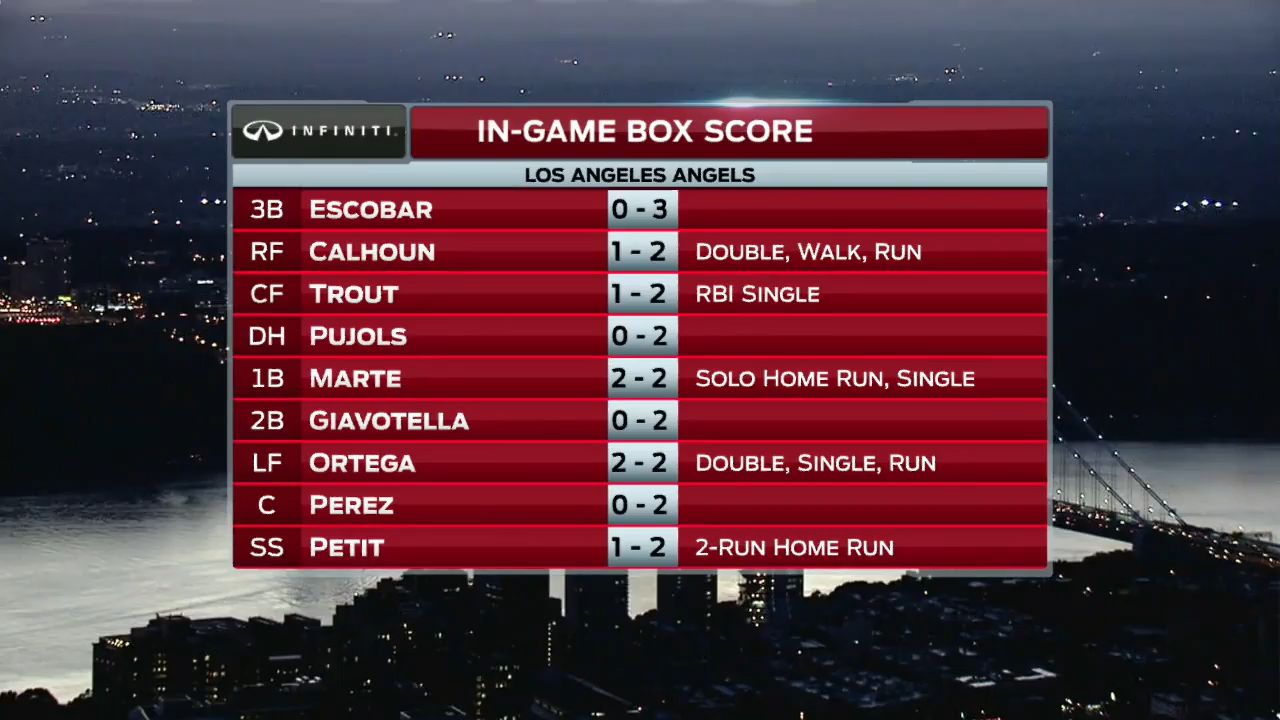 INFINITI
IN-GAME BOX SCORE
LOS ANGELES ANGELS
3B ESCOBAR 0 - 3
RF CALHOUN 1 - 2 DOUBLE, WALK, RUN
CF TROUT 1 - 2 RBI SINGLE
DH PUJOLS 0 - 2
1B MARTE 2 - 2 SOLO HOME RUN, SINGLE
2B GIAVOTELLA 0 - 2
LF ORTEGA 2 - 2 DOUBLE, SINGLE, RUN
C PEREZ 0 - 2
SS PETIT 1 - 2 2-RUN HOME RUN